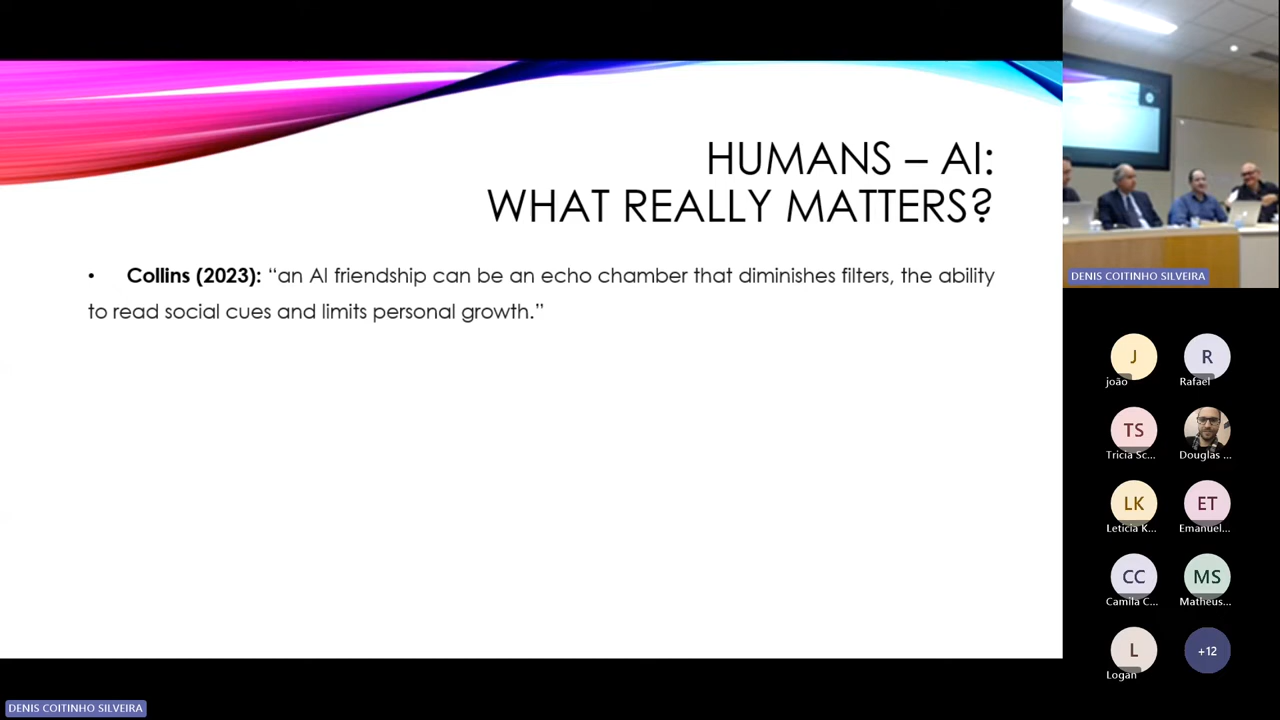 HUMANS – AI:
WHAT REALLY MATTERS?
• Collins (2023): “an AI friendship can be an echo chamber that diminishes filters, the ability
to read social cues and limits personal growth.”
DENIS COITINHO SILVEIRA
J
joão
R
Rafael
TS
Tricia Sc...
Douglas ...
LK
Leticia K...
ET
Emanuel...
CC
Camila C...
MS
Matheus...
L
Logan
+12
DENIS COITINHO SILVEIRA